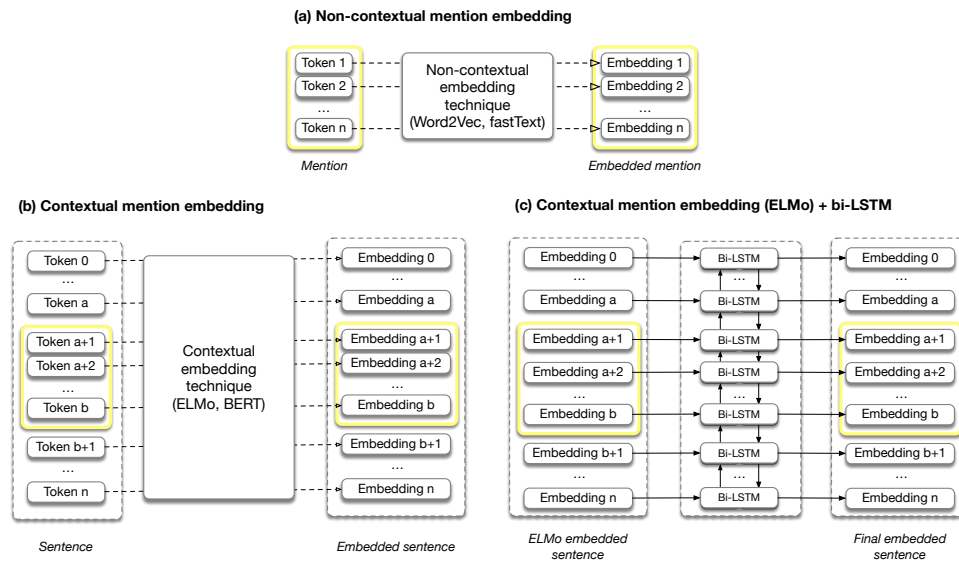 (a) Non-contextual mention embedding
Token 1
Token 2
...
Token n
Mention
Non-contextual
embedding
technique
(Word2Vec, fastText)
Embedding 1
Embedding 2
...
Embedding n
Embedded mention
(b) Contextual mention embedding
Token 0
...
Token a
Token a+1
Token a+2
...
Token b
Token b+1
...
Token n
Sentence
Contextual
embedding
technique
(ELMo, BERT)
Embedding 0
...
Embedding a
Embedding a+1
Embedding a+2
...
Embedding b
Embedding b+1
...
Embedding n
Embedded sentence
(c) Contextual mention embedding (ELMo) + bi-LSTM
Embedding 0
...
Embedding a
Embedding a+1
Embedding a+2
...
Embedding b
Embedding b+1
...
Embedding n
ELMo embedded
sentence
Bi-LSTM
...
Bi-LSTM
Bi-LSTM
Bi-LSTM
...
Bi-LSTM
Bi-LSTM
...
Bi-LSTM
Embedding 0
...
Embedding a
Embedding a+1
Embedding a+2
...
Embedding b
Embedding b+1
...
Embedding n
Final embedded
sentence